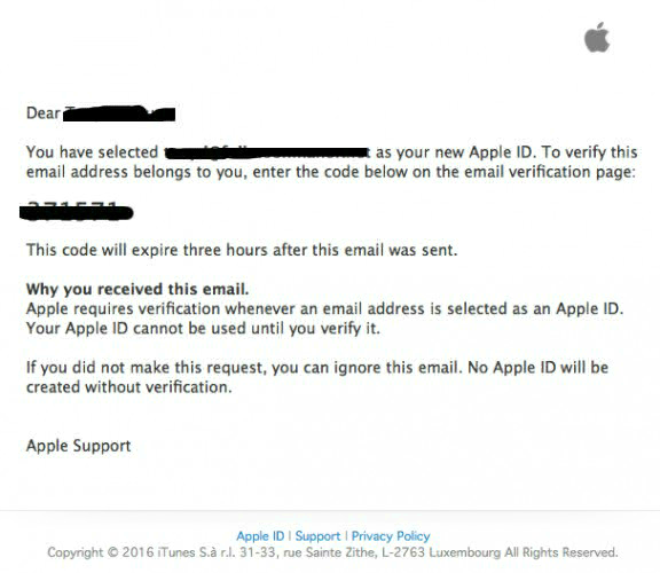 Dear
You have selected as your new Apple ID. To verify this
email address belongs to you, enter the code below on the email verification page:
This code will expire three hours after this email was sent.
Why you received this email.
Apple requires verification whenever an email address is selected as an Apple ID.
Your Apple ID cannot be used until you verify it.
If you did not make this request, you can ignore this email. No Apple ID will be
created without verification.
Apple Support
Apple ID | Support | Privacy Policy
Copyright © 2016 iTunes S.à r.l. 31-33, rue Sainte Zithe, L-2763 Luxembourg All Rights Reserved.